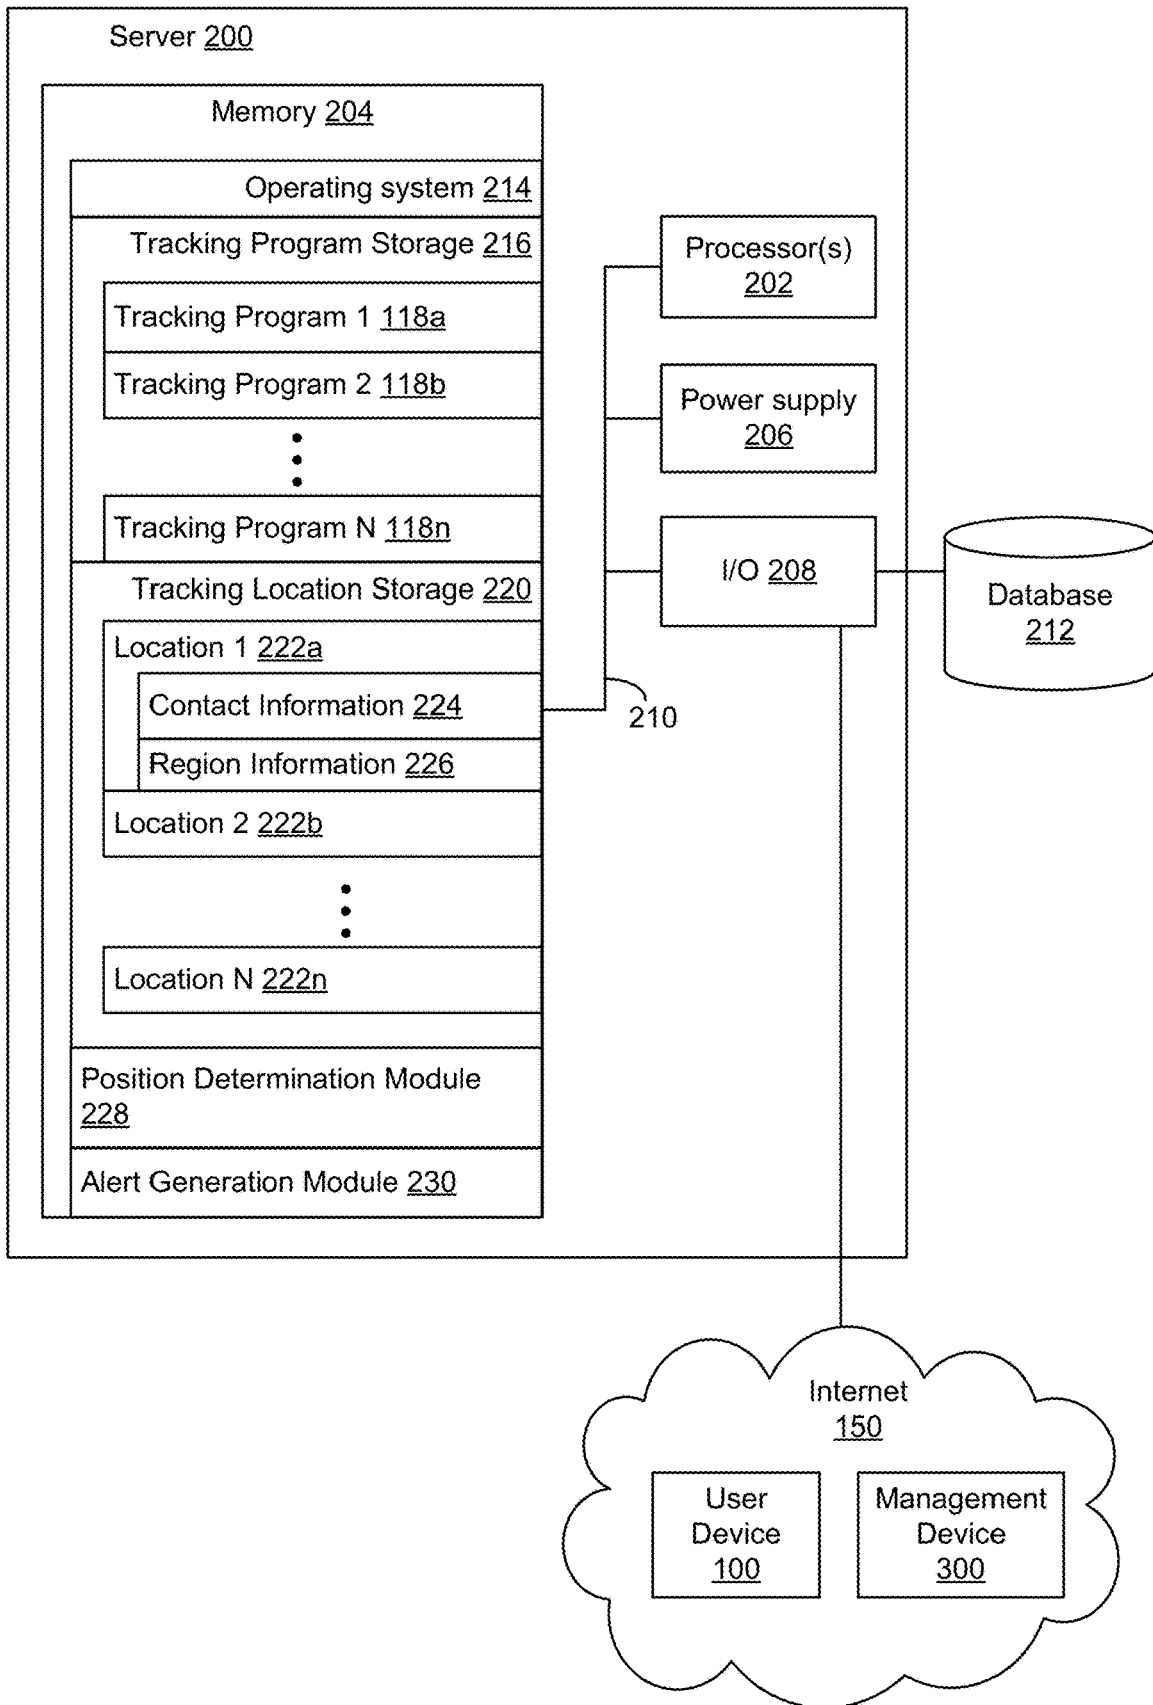 Server 200
Memory 204
Operating system 214
Tracking Program Storage 216
Tracking Program 1 118a
Tracking Program 2 118b
Tracking Program N 118n
Tracking Location Storage 220
Location 1 222a
Contact Information 224
Region Information 226
Location 2 222b
Location N 222n
Position Determination Module
228
Alert Generation Module 230
Processor(s)
202
Power supply
206
I/O 208
210
Database
212
Internet
150
User
Device
100
Management
Device
300